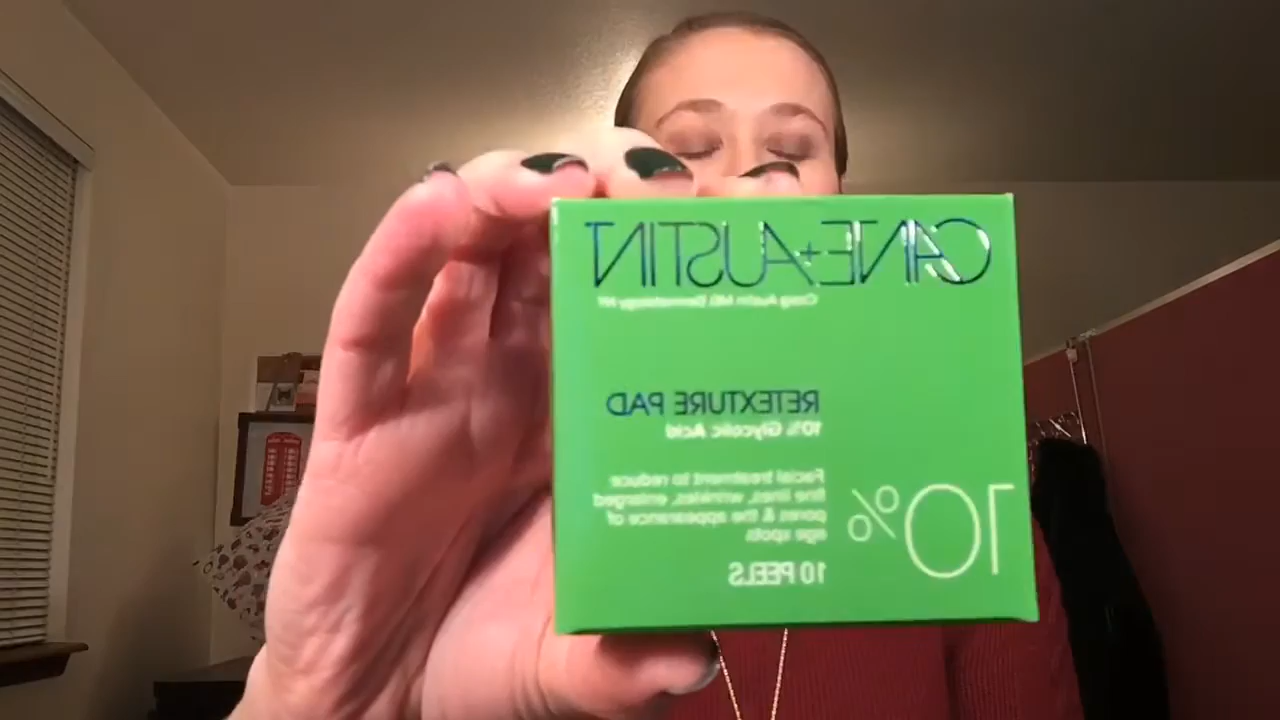 CANE+AUSTIN
Craig Austin MD, Dermatology NY
RETEXTURE PAD
10% Glycolic Acid
10%
Facial treatment to reduce
fine lines, wrinkles, enlarged
pores & the appearance of
age spots
10 PEELS